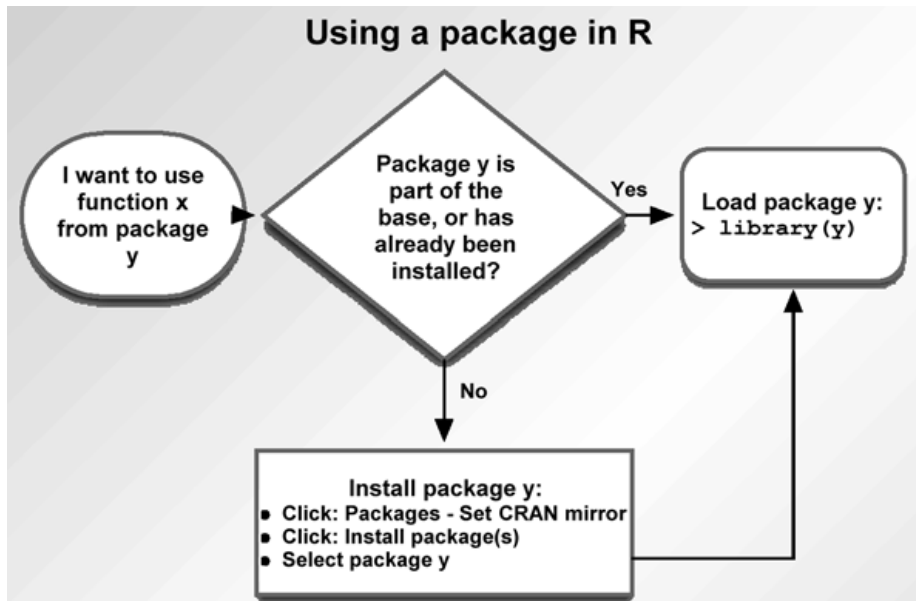 Using a package in R
I want to use
function x
from package
y
Package y is
part of the
base, or has
already been
installed?
Yes
Load package y:
> library(y)
No
Install package y:
● Click: Packages - Set CRAN mirror
● Click: Install package(s)
● Select package y